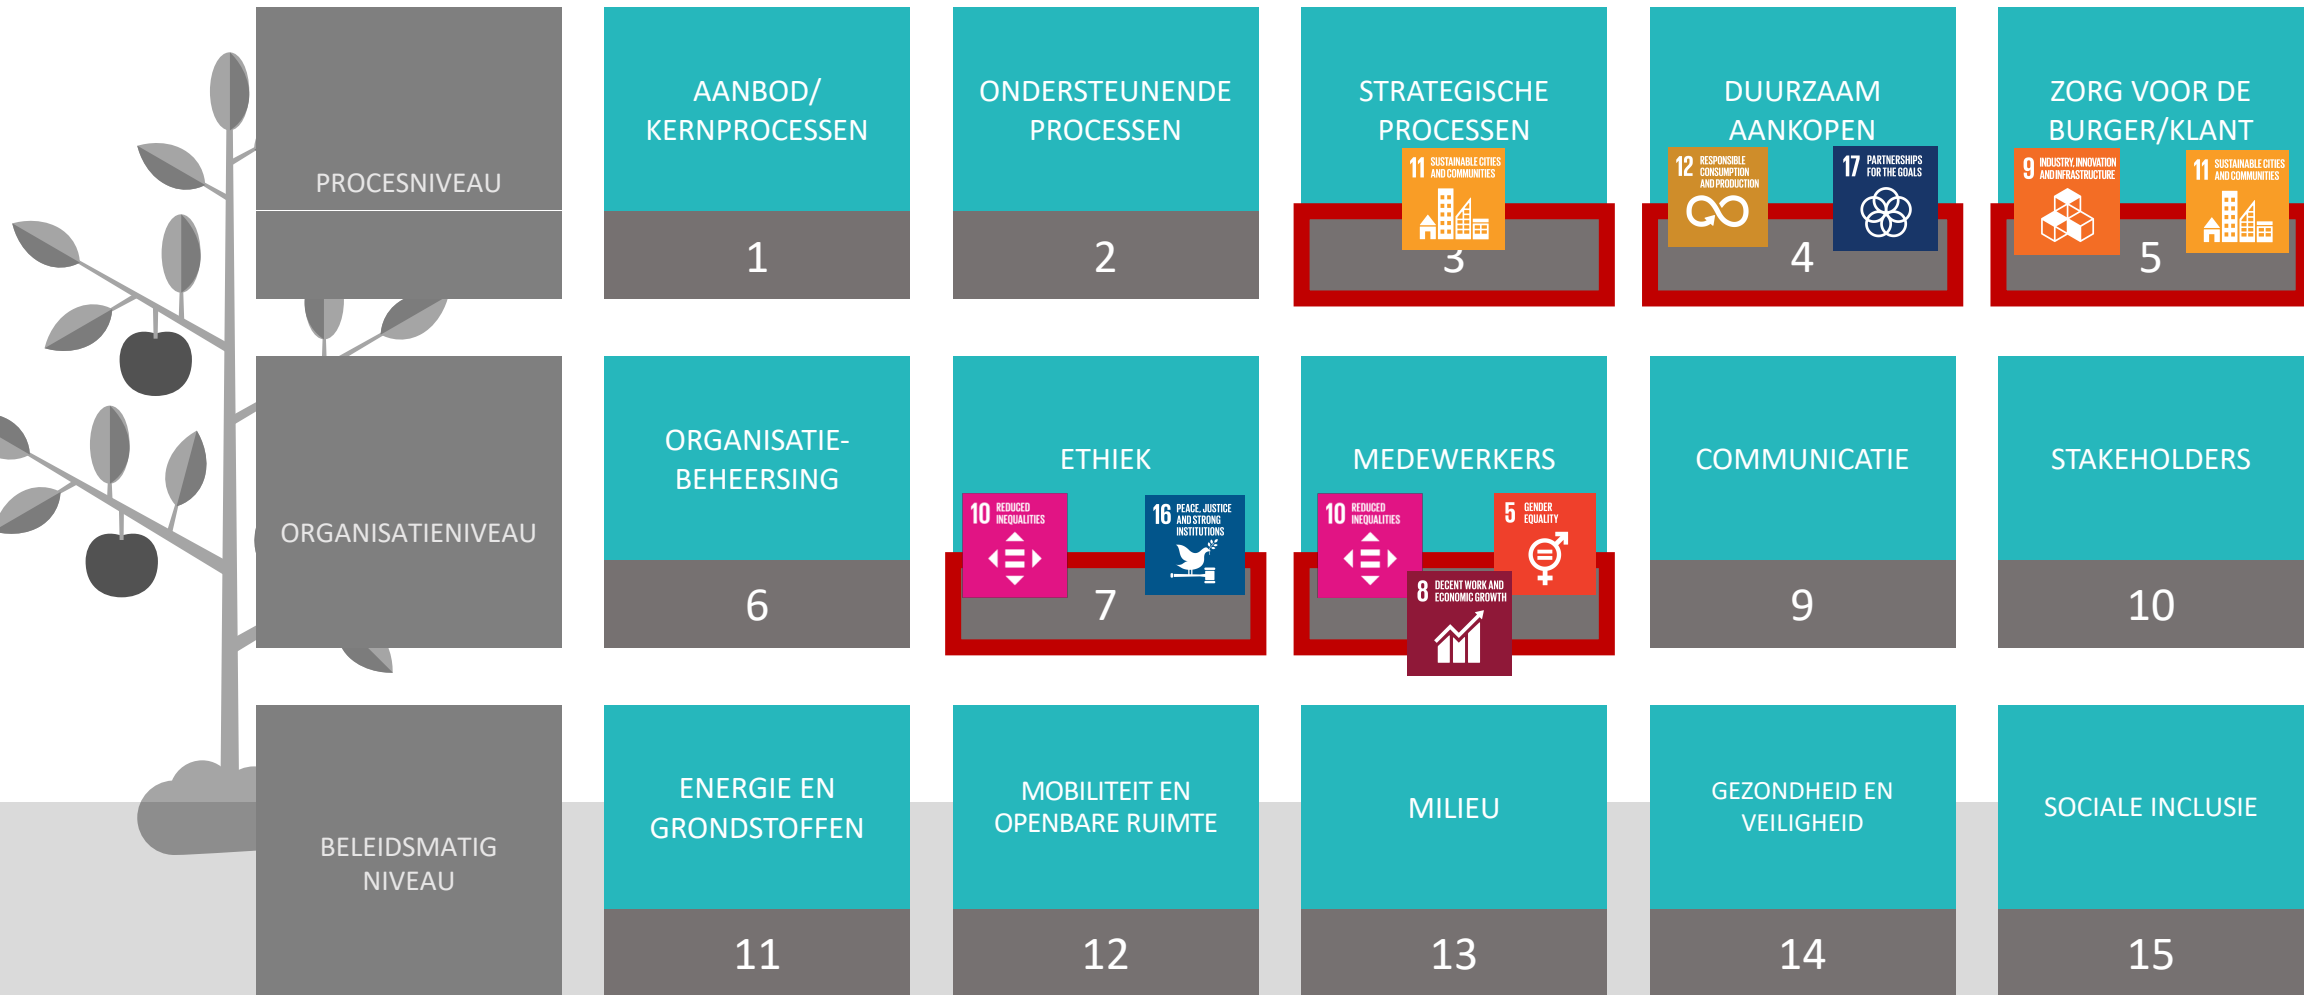 PROCESNIVEAU
AANBOD/
KERNPROCESSEN
1
ONDERSTEUNENDE
PROCESSEN
2
STRATEGISCHE
PROCESSEN
11 SUSTAINABLE CITIES
AND COMMUNITIES
3
DUURZAAM
AANKOPEN
12 RESPONSIBLE
CONSUMPTION
AND PRODUCTION
17 PARTNERSHIPS
FOR THE GOALS
4
ZORG VOOR DE
BURGER/KLANT
9 INDUSTRY, INNOVATION
AND INFRASTRUCTURE
11 SUSTAINABLE CITIES
AND COMMUNITIES
5
ORGANISATIENIVEAU
ORGANISATIE-
BEHEERSING
6
ETHIEK
10 REDUCED
INEQUALITIES
16 PEACE, JUSTICE
AND STRONG
INSTITUTIONS
7
MEDEWERKERS
10 REDUCED
INEQUALITIES
5 GENDER
EQUALITY
8 DECENT WORK AND
ECONOMIC GROWTH
COMMUNICATIE
9
STAKEHOLDERS
10
BELEIDSMATIG
NIVEAU
ENERGIE EN
GRONDSTOFFEN
11
MOBILITEIT EN
OPENBARE RUIMTE
12
MILIEU
13
GEZONDHEID EN
VEILIGHEID
14
SOCIALE INCLUSIE
15